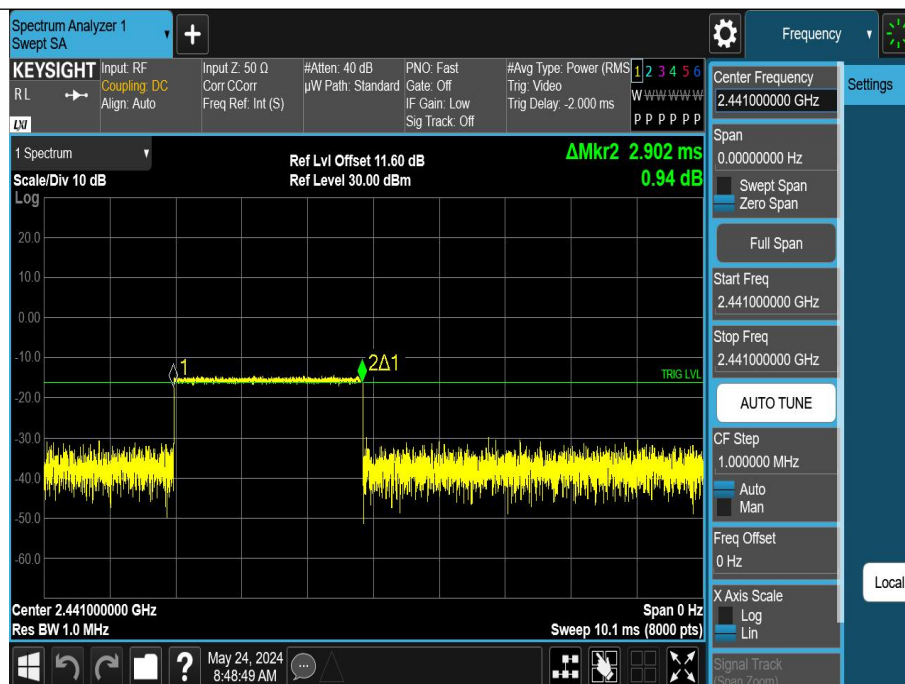 Spectrum Analyzer 1
Swept SA
Frequency
KEYSIGHT
RL
LXI
Input: RF
Coupling: DC
Align: Auto
Input Z: 50 Ω
Corr CCorr
Freq Ref: Int (S)
#Atten: 40 dB
µW Path: Standard
PNO: Fast
Gate: Off
IF Gain: Low
Sig Track: Off
#Avg Type: Power (RMS
Trig: Video
Trig Delay: -2.000 ms
1 2 3 4 5 6
W W W W W W
P P P P P P
1 Spectrum
Scale/Div 10 dB
Log
Ref Lvl Offset 11.60 dB
Ref Level 30.00 dBm
ΔMkr2 2.902 ms
0.94 dB
20.0
10.0
0.00
-10.0
-20.0
-30.0
-40.0
-50.0
-60.0
1
2Δ1
TRIG LVL
Center 2.441000000 GHz
Res BW 1.0 MHz
Span 0 Hz
Sweep 10.1 ms (8000 pts)
?
May 24, 2024
8:48:49 AM
Center Frequency
2.441000000 GHz
Span
0.00000000 Hz
Swept Span
Zero Span
Full Span
Start Freq
2.441000000 GHz
Stop Freq
2.441000000 GHz
AUTO TUNE
CF Step
1.000000 MHz
Auto
Man
Freq Offset
0 Hz
X Axis Scale
Log
Lin
Signal Track
(Span Zoom)
Settings
Local